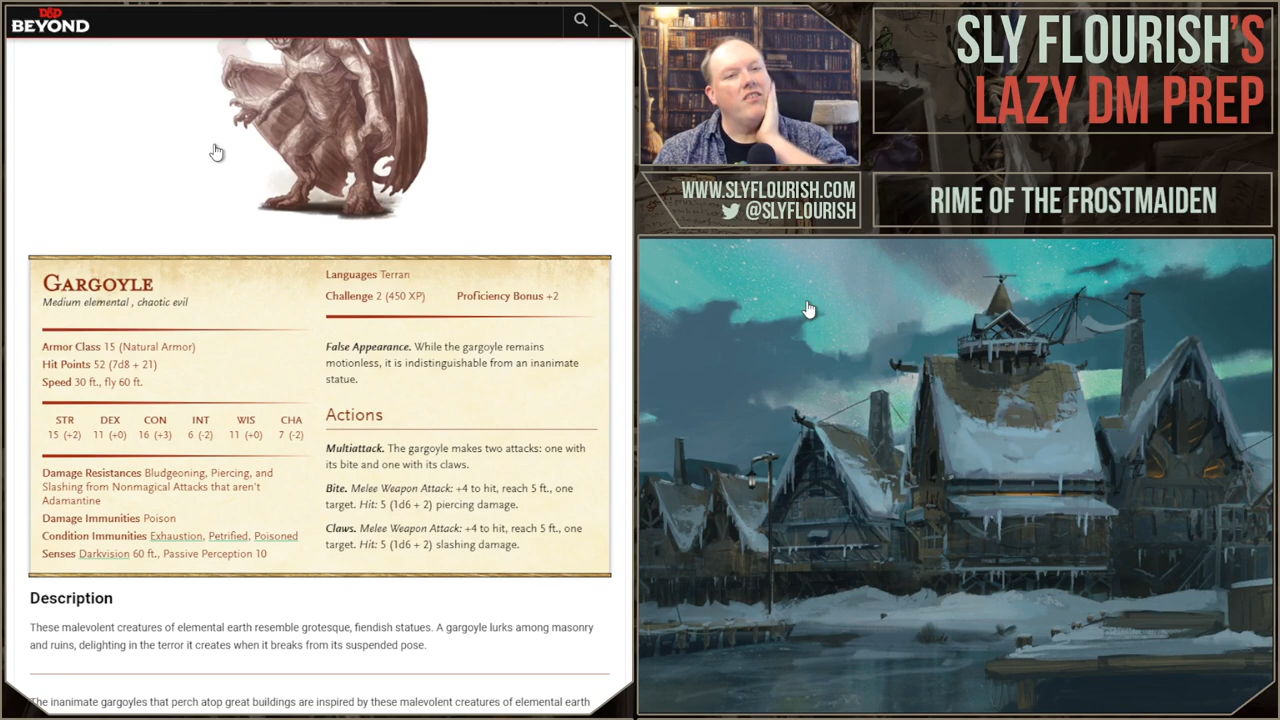 D&D
BEYOND
SLY FLOURISH'S
LAZY DM PREP
WWW.SLYFLOURISH.COM
@SLYFLOURISH
RIME OF THE FROSTMAIDEN
GARGOYLE
Medium elemental , chaotic evil
Armor Class 15 (Natural Armor)
Hit Points 52 (7d8 + 21)
Speed 30 ft., fly 60 ft.
STR DEX CON INT WIS CHA
15 (+2) 11 (+0) 16 (+3) 6 (-2) 11 (+0) 7 (-2)
Damage Resistances Bludgeoning, Piercing, and
Slashing from Nonmagical Attacks that aren't
Adamantine
Damage Immunities Poison
Condition Immunities Exhaustion, Petrified, Poisoned
Senses Darkvision 60 ft., Passive Perception 10
Languages Terran
Challenge 2 (450 XP) Proficiency Bonus +2
False Appearance. While the gargoyle remains
motionless, it is indistinguishable from an inanimate
statue.
Actions
Multiattack. The gargoyle makes two attacks: one with
its bite and one with its claws.
Bite. Melee Weapon Attack: +4 to hit, reach 5 ft., one
target. Hit: 5 (1d6 + 2) piercing damage.
Claws. Melee Weapon Attack: +4 to hit, reach 5 ft., one
target. Hit: 5 (1d6 + 2) slashing damage.
Description
These malevolent creatures of elemental earth resemble grotesque, fiendish statues. A gargoyle lurks among masonry
and ruins, delighting in the terror it creates when it breaks from its suspended pose.
The inanimate gargoyles that perch atop great buildings are inspired by these malevolent creatures of elemental earth